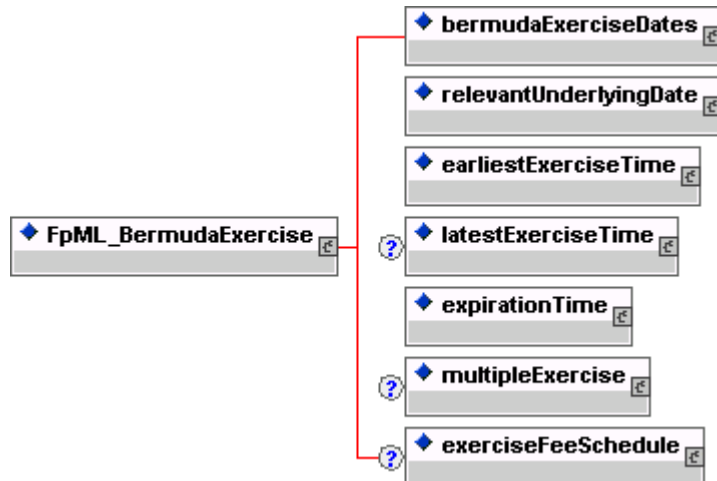 bermudaExerciseDates
relevantUnderlyingDate
earliestExerciseTime
FpML_BermudaExercise
? latestExerciseTime
expirationTime
? multipleExercise
? exerciseFeeSchedule